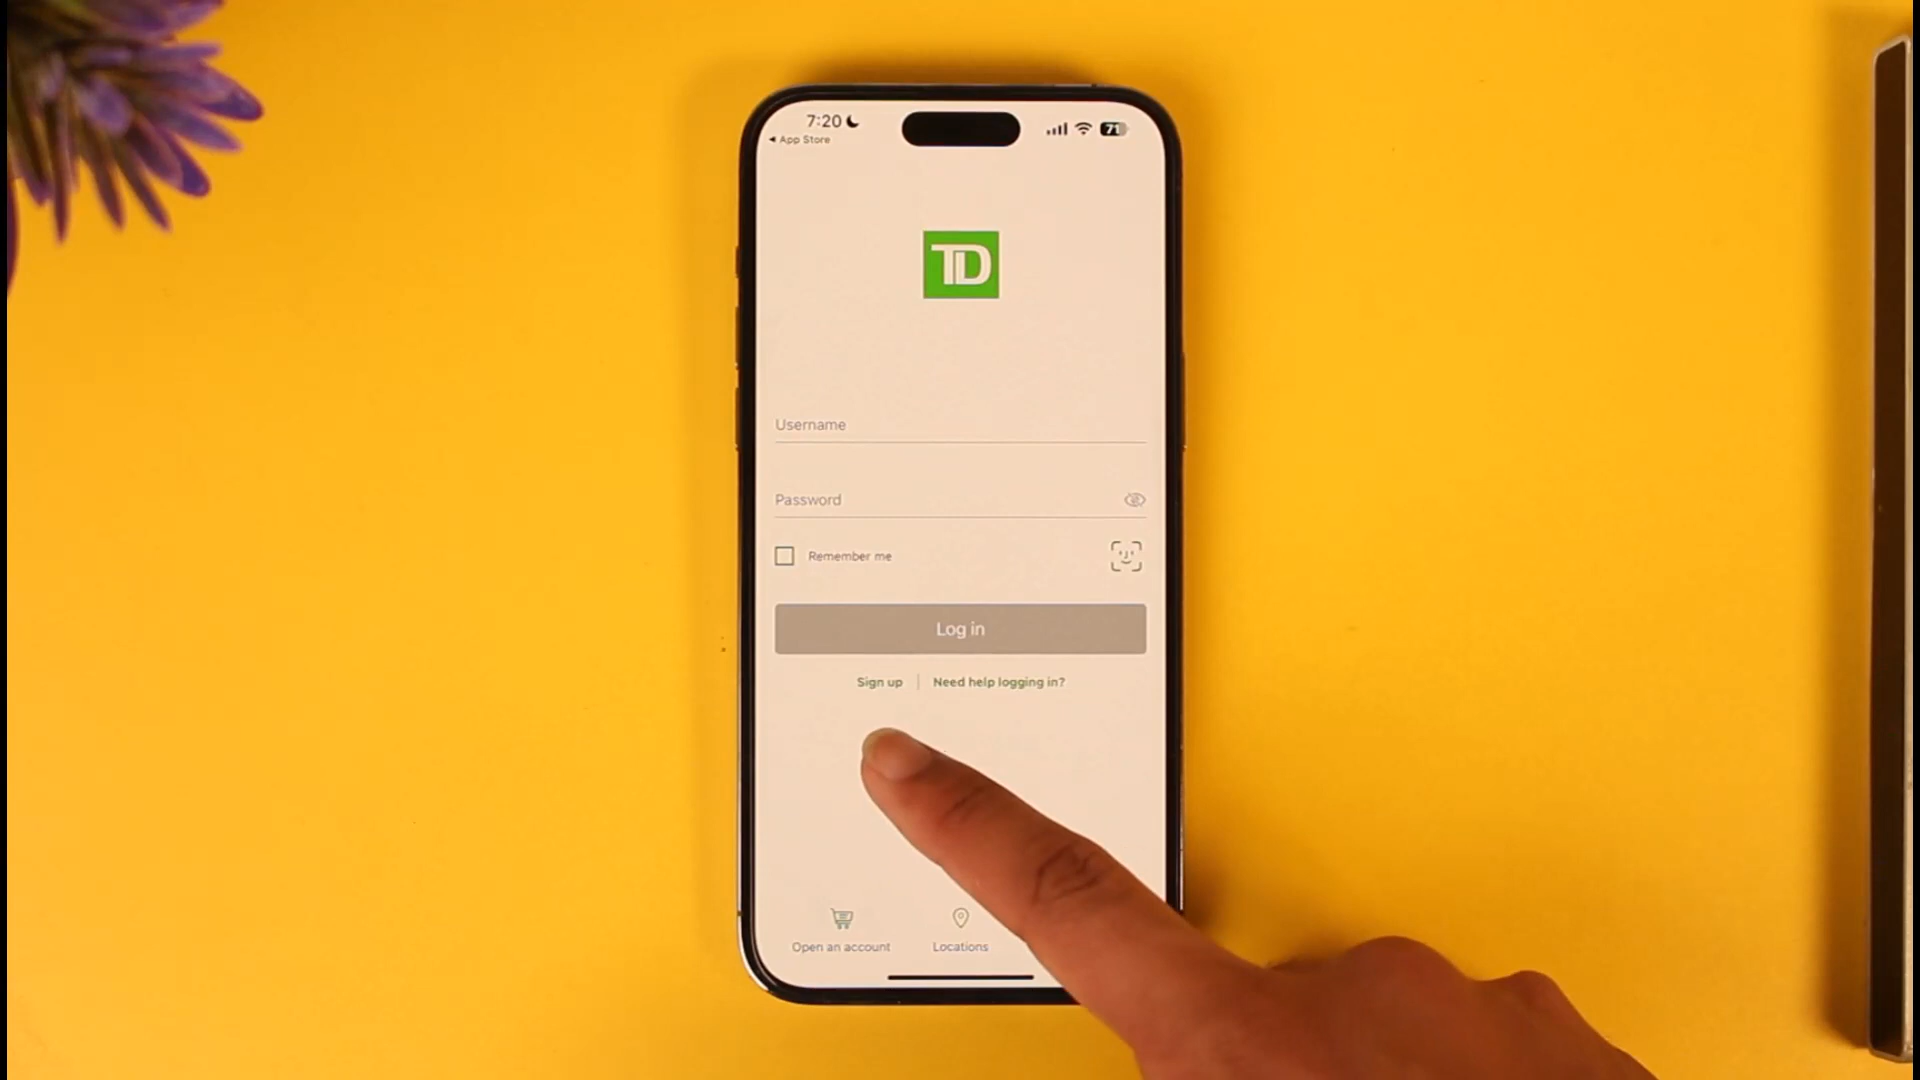 7:20
71
◄ App Store
TD
Username
Password
Remember me
Log in
Sign up | Need help logging in?
Open an account
Locations